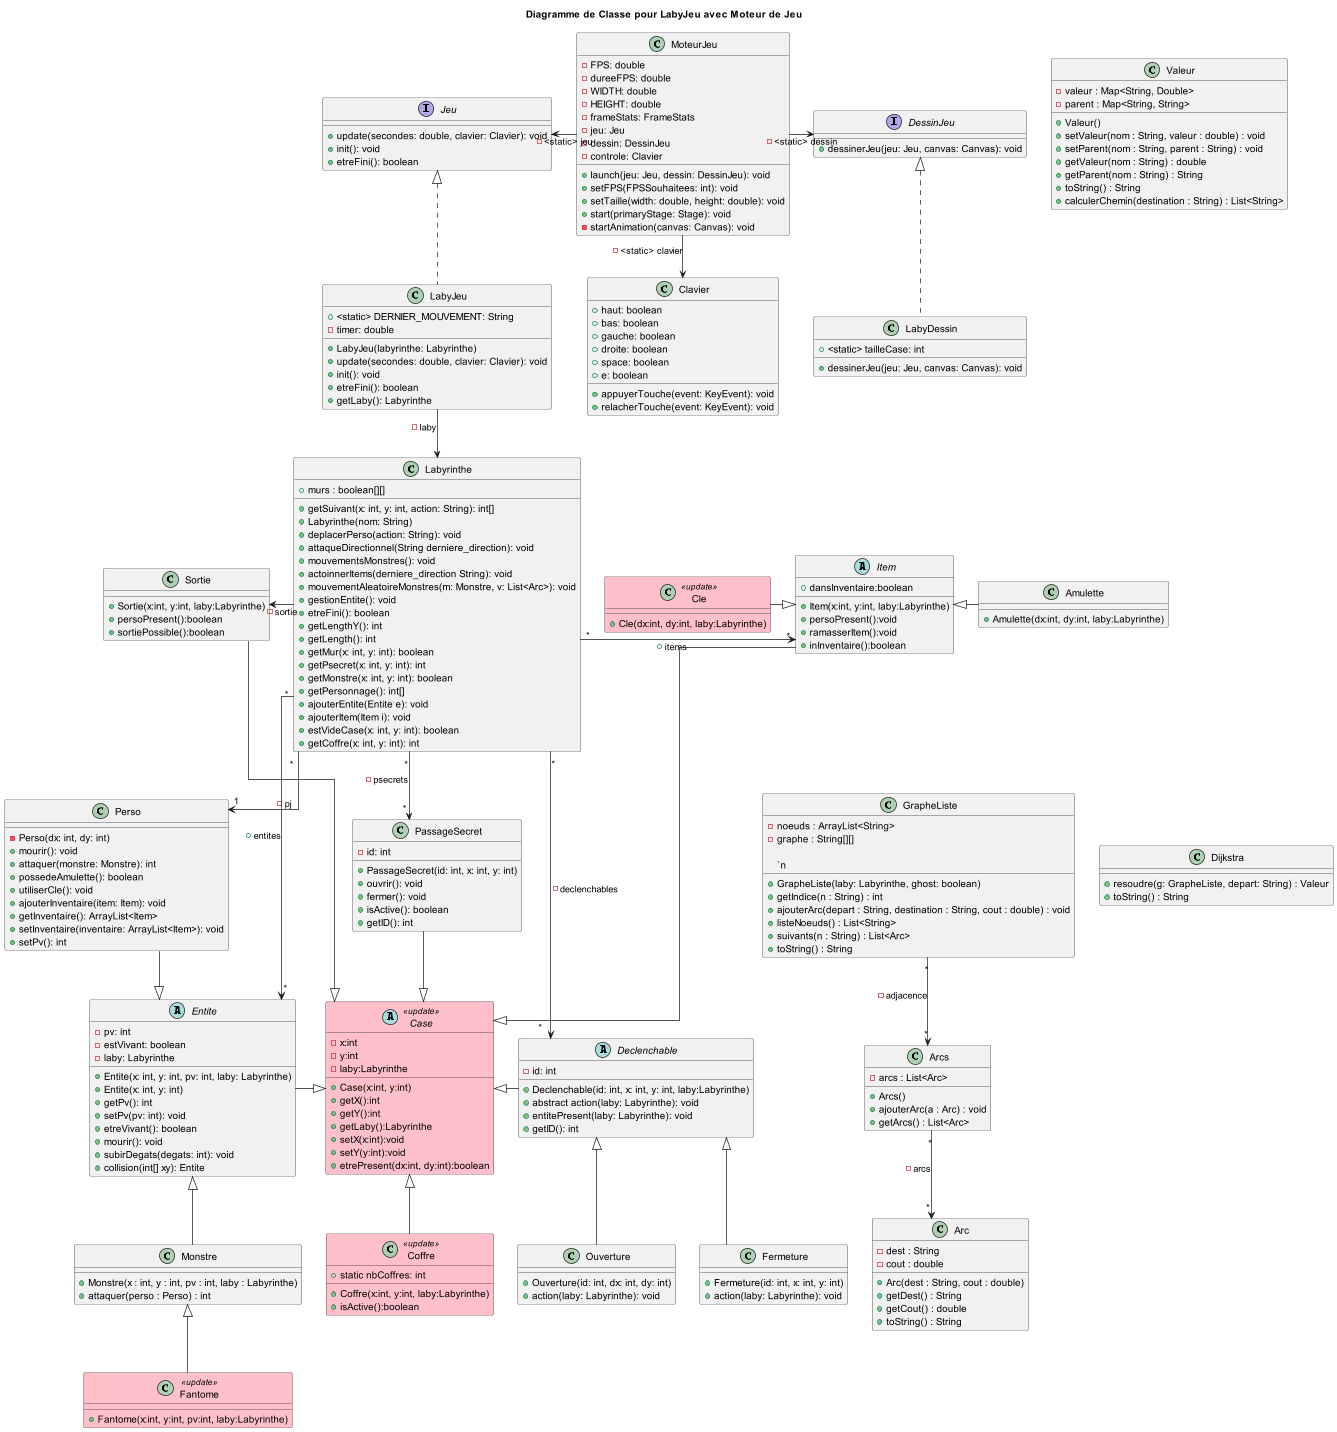 Diagramme de Classe pour LabyJeu avec Moteur de Jeu
C MoteurJeu
FPS: double
dureeFPS: double
WIDTH: double
HEIGHT: double
frameStats: FrameStats
jeu: Jeu
dessin: DessinJeu
controle: Clavier
launch(jeu: Jeu, dessin: DessinJeu): void
setFPS(FPSSouhaitees: int): void
setTaille(width: double, height: double): void
start(primaryStage: Stage): void
startAnimation(canvas: Canvas): void
I Jeu
update(secondes: double, clavier: Clavier): void
init(): void
etreFini(): boolean
<static> jeu
I DessinJeu
dessinerJeu(jeu: Jeu, canvas: Canvas): void
<static> dessin
C Valeur
valeur : Map<String, Double>
parent : Map<String, String>
Valeur()
setValeur(nom : String, valeur : double) : void
setParent(nom : String, parent : String) : void
getValeur(nom : String) : double
getParent(nom : String) : String
toString() : String
calculerChemin(destination : String) : List<String>
<static> clavier
C LabyJeu
<static> DERNIER_MOUVEMENT: String
timer: double
LabyJeu(labyrinthe: Labyrinthe)
update(secondes: double, clavier: Clavier): void
init(): void
etreFini(): boolean
getLaby(): Labyrinthe
C Clavier
haut: boolean
bas: boolean
gauche: boolean
droite: boolean
space: boolean
e: boolean
appuyerTouche(event: KeyEvent): void
relacherTouche(event: KeyEvent): void
C LabyDessin
<static> tailleCase: int
dessinerJeu(jeu: Jeu, canvas: Canvas): void
laby
C Labyrinthe
murs : boolean[][]
getSuivant(x: int, y: int, action: String): int[]
Labyrinthe(nom: String)
deplacerPerso(action: String): void
attaqueDirectionnel(String derniere_direction): void
mouvementsMonstres(): void
actoinnerItems(derniere_direction String): void
mouvementAleatoireMonstres(m: Monstre, v: List<Arc>): void
gestionEntite(): void
etreFini(): boolean
getLengthY(): int
getLength(): int
getMur(x: int, y: int): boolean
getPsecret(x: int, y: int): int
getMonstre(x: int, y: int): boolean
getPersonnage(): int[]
ajouterEntite(Entite e): void
ajouterItem(Item i): void
estVideCase(x: int, y: int): boolean
getCoffre(x: int, y: int): int
C Sortie
Sortie(x:int, y:int, laby:Labyrinthe)
persoPresent():boolean
sortiePossible():boolean
sortie
C «update»
Cle
Cle(dx:int, dy:int, laby:Labyrinthe)
A Item
dansInventaire:boolean
Item(x:int, y:int, laby:Labyrinthe)
persoPresent():void
ramasserItem():void
inInventaire():boolean
C Amulette
Amulette(dx:int, dy:int, laby:Labyrinthe)
* *
items
*
* * *
psecrets
1 pj
*
entites
declenchables
C Perso
Perso(dx: int, dy: int)
mourir(): void
attaquer(monstre: Monstre): int
possedeAmulette(): boolean
utiliserCle(): void
ajouterInventaire(item: Item): void
getInventaire(): ArrayList<Item>
setInventaire(inventaire: ArrayList<Item>): void
setPv(): int
C PassageSecret
id: int
PassageSecret(id: int, x: int, y: int)
ouvrir(): void
fermer(): void
isActive(): boolean
getID(): int
C GrapheListe
noeuds : ArrayList<String>
graphe : String[][]
`n
GrapheListe(laby: Labyrinthe, ghost: boolean)
getIndice(n : String) : int
ajouterArc(depart : String, destination : String, cout : double) : void
listeNoeuds() : List<String>
suivants(n : String) : List<Arc>
toString() : String
C Dijkstra
resoudre(g: GrapheListe, depart: String) : Valeur
toString() : String
*
adjacence
*
* *
A Entite
pv: int
estVivant: boolean
laby: Labyrinthe
Entite(x: int, y: int, pv: int, laby: Labyrinthe)
Entite(x: int, y: int)
getPv(): int
setPv(pv: int): void
etreVivant(): boolean
mourir(): void
subirDegats(degats: int): void
collision(int[] xy): Entite
A «update»
Case
x:int
y:int
laby:Labyrinthe
Case(x:int, y:int)
getX():int
getY():int
getLaby():Labyrinthe
setX(x:int):void
setY(y:int):void
etrePresent(dx:int, dy:int):boolean
A Declenchable
id: int
Declenchable(id: int, x: int, y: int, laby:Labyrinthe)
abstract action(laby: Labyrinthe): void
entitePresent(laby: Labyrinthe): void
getID(): int
C Arcs
arcs : List<Arc>
Arcs()
ajouterArc(a : Arc) : void
getArcs() : List<Arc>
*
arcs
*
C Monstre
Monstre(x : int, y : int, pv : int, laby : Labyrinthe)
attaquer(perso : Perso) : int
C «update»
Coffre
static nbCoffres: int
Coffre(x:int, y:int, laby:Labyrinthe)
isActive():boolean
C Ouverture
Ouverture(id: int, dx: int, dy: int)
action(laby: Labyrinthe): void
C Fermeture
Fermeture(id: int, x: int, y: int)
action(laby: Labyrinthe): void
C Arc
dest : String
cout : double
Arc(dest : String, cout : double)
getDest() : String
getCout() : double
toString() : String
C «update»
Fantome
Fantome(x:int, y:int, pv:int, laby:Labyrinthe)